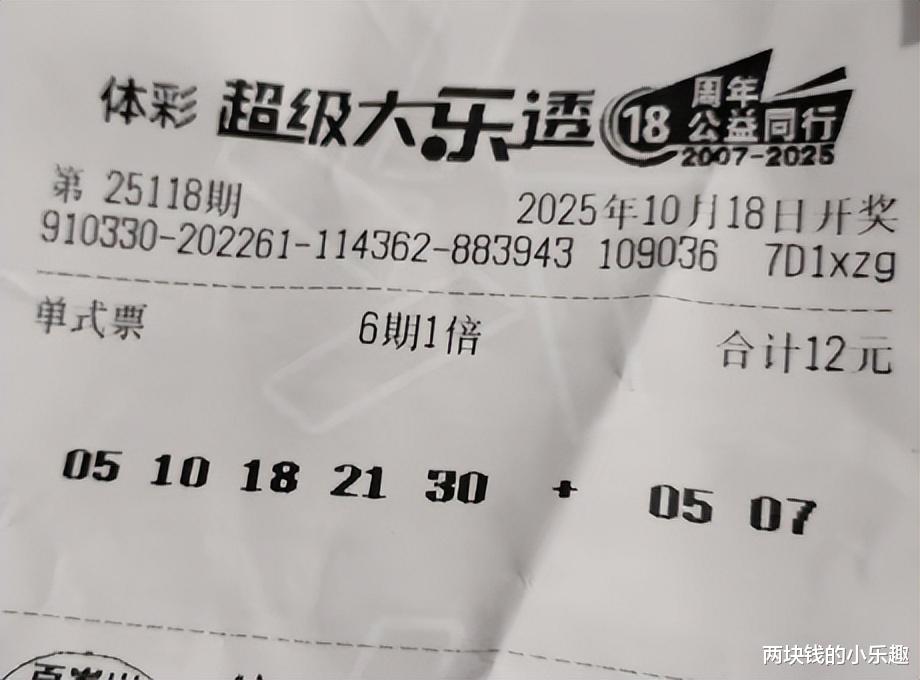 体彩 超级大乐透 18 周年 公益同行 2007-2025
第 25118期 2025年10月18日开奖
910330-202261-114362-883943 109036 7D1xzg
单式票 6期1倍 合计12元
05 10 18 21 30 + 05 07
两块钱的小乐趣